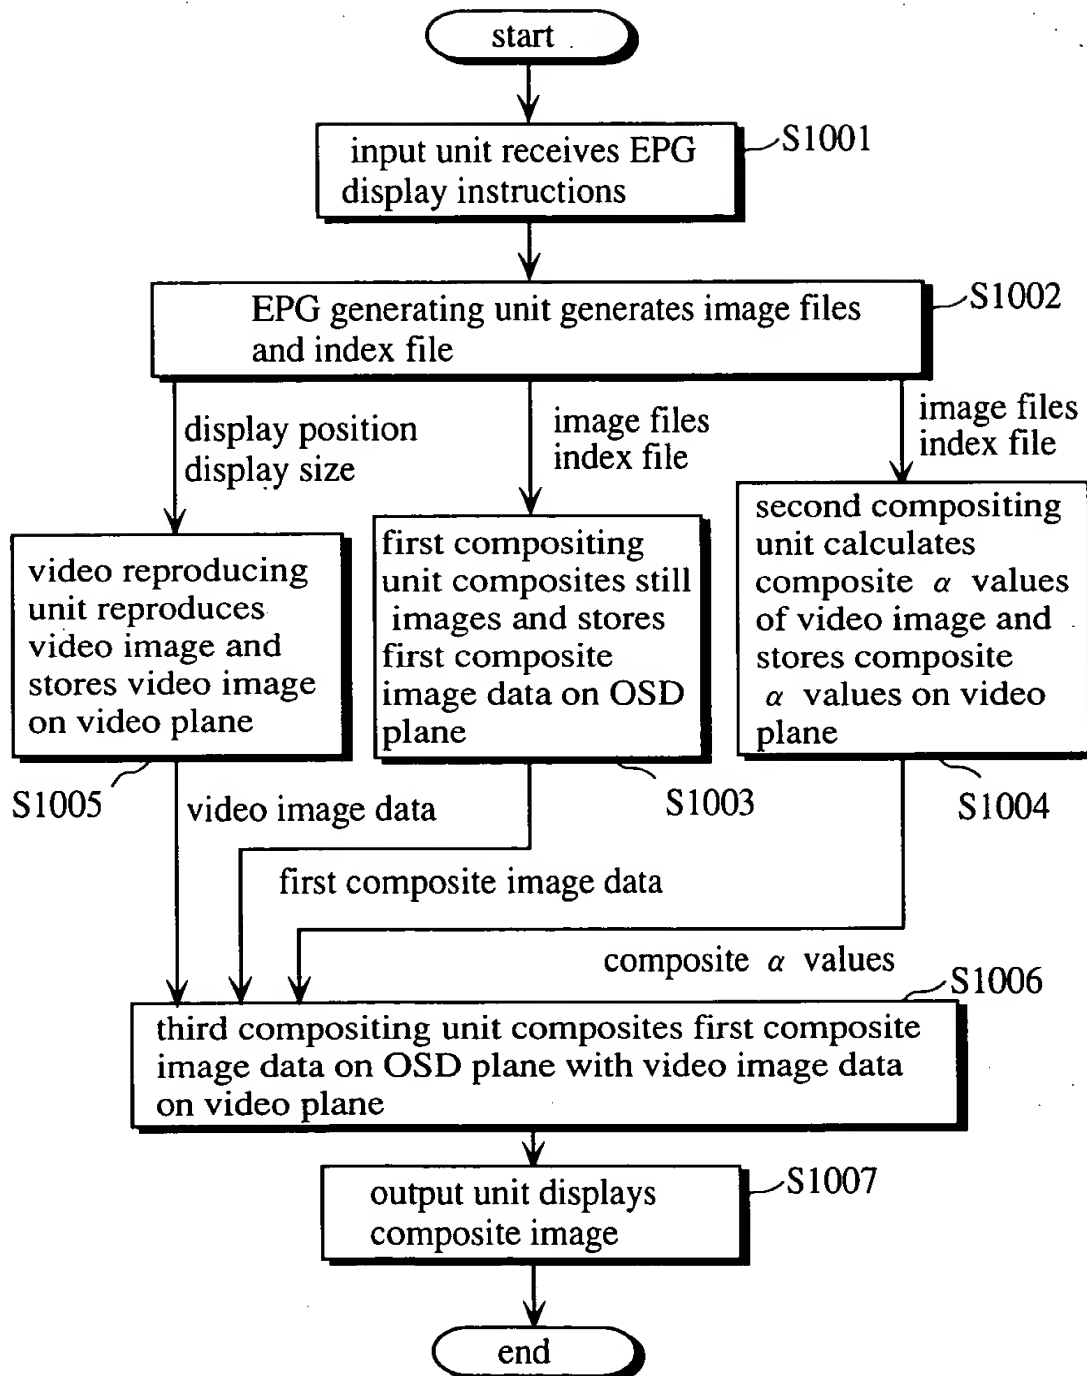 start
input unit receives EPG
display instructions
S1001
EPG generating unit generates image files
and index file
S1002
display position
display size
image files
index file
image files
index file
video reproducing
unit reproduces
video image and
stores video image
on video plane
S1005
first compositing
unit composites still
images and stores
first composite
image data on OSD
plane
S1003
second compositing
unit calculates
composite α values
of video image and
stores composite
α values on video
plane
S1004
video image data
first composite image data
composite α values
S1006
third compositing unit composites first composite
image data on OSD plane with video image data
on video plane
output unit displays
composite image
S1007
end